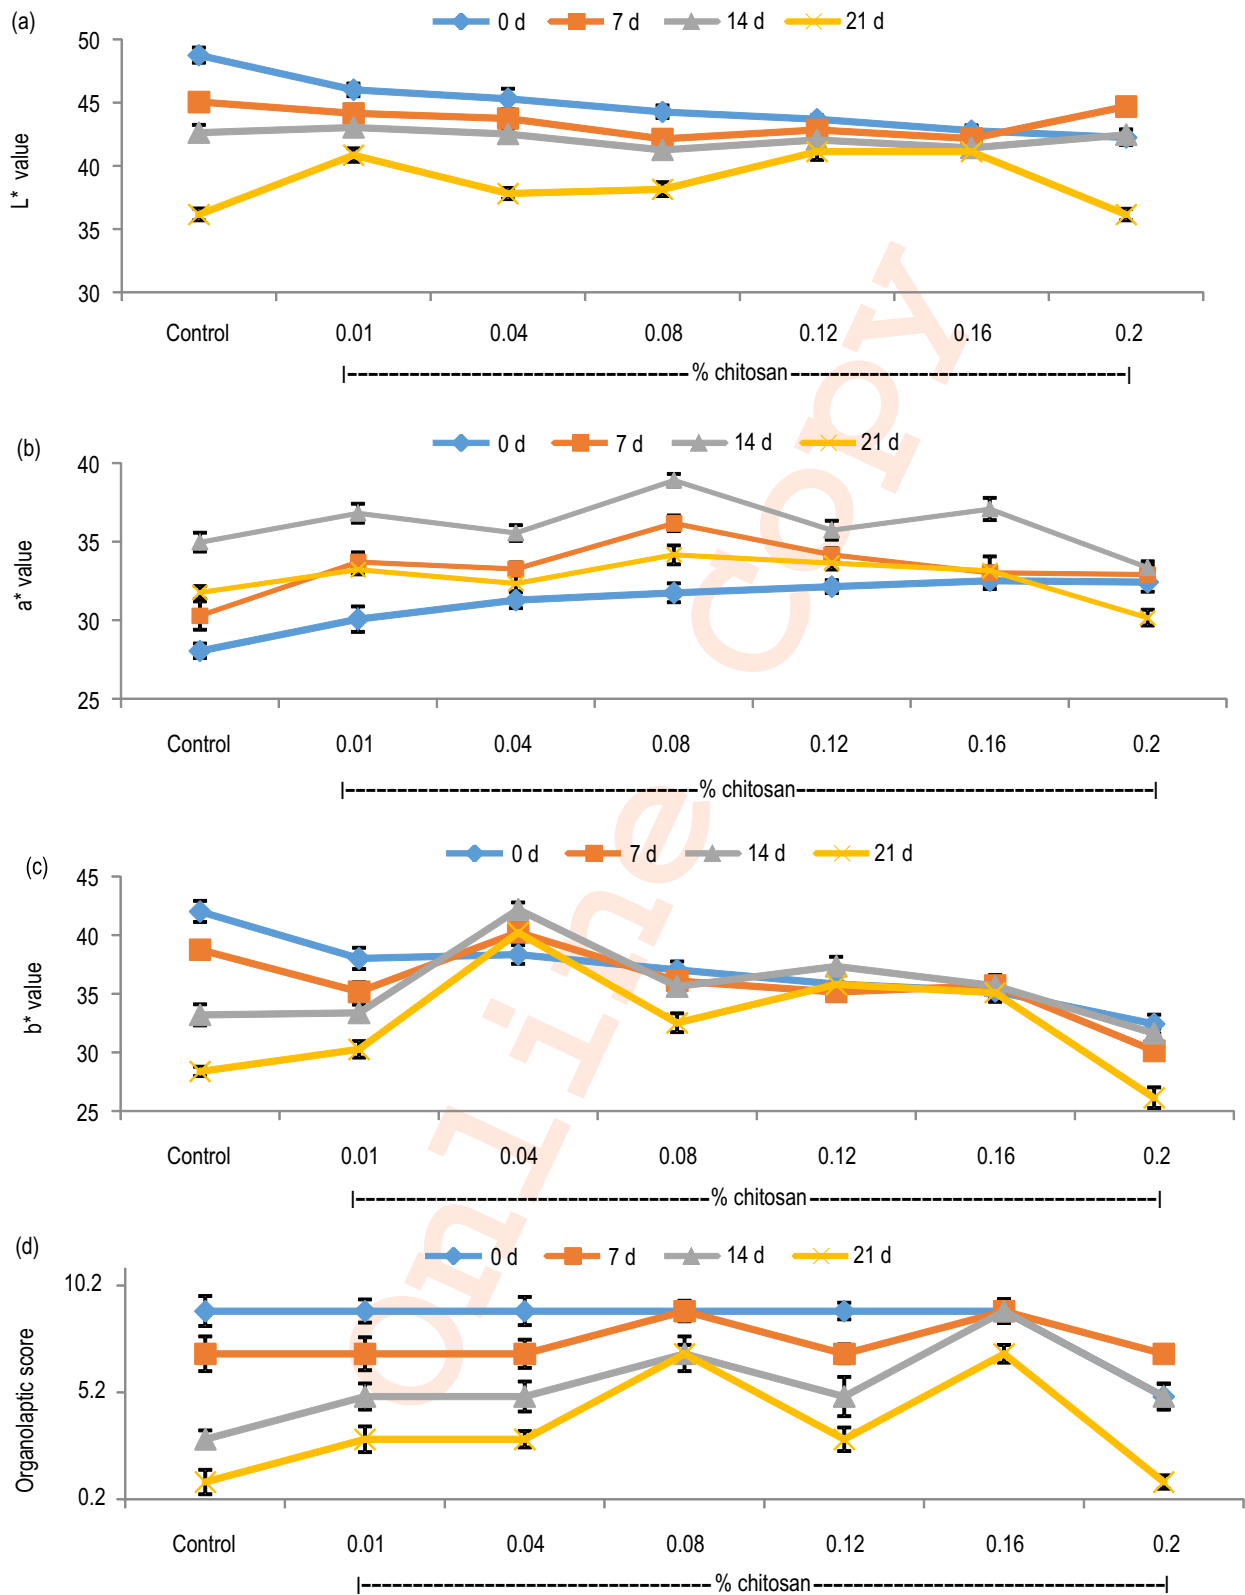 (a)
0 d 7 d 14 d 21 d
50
45
40
35
30
L* value
Control 0.01 0.04 0.08 0.12 0.16 0.2
|--------------------------------% chitosan--------------------------------|
(b)
0 d 7 d 14 d 21 d
40
35
30
25
a* value
Control 0.01 0.04 0.08 0.12 0.16 0.2
|--------------------------------% chitosan--------------------------------|
(c)
0 d 7 d 14 d 21 d
45
40
35
30
25
b* value
Control 0.01 0.04 0.08 0.12 0.16 0.2
|--------------------------------% chitosan--------------------------------|
(d)
0 d 7 d 14 d 21 d
10.2
5.2
0.2
Organolaptic score
Control 0.01 0.04 0.08 0.12 0.16 0.2
|--------------------------------% chitosan--------------------------------|
Online Copy